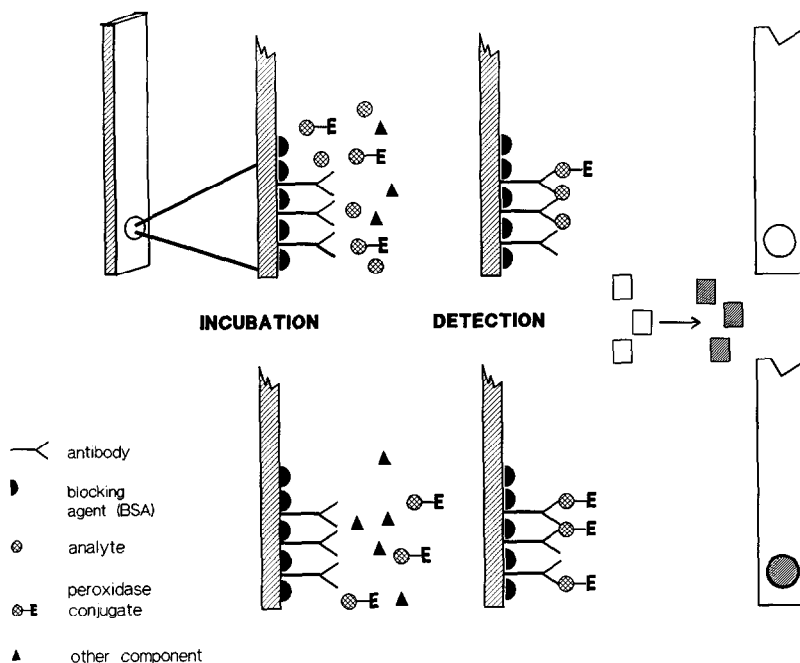 E
E
E
E
INCUBATION
DETECTION
antibody
blocking
agent (BSA)
analyte
peroxidase
conjugate
E
other component
E
E
E
E
E
E